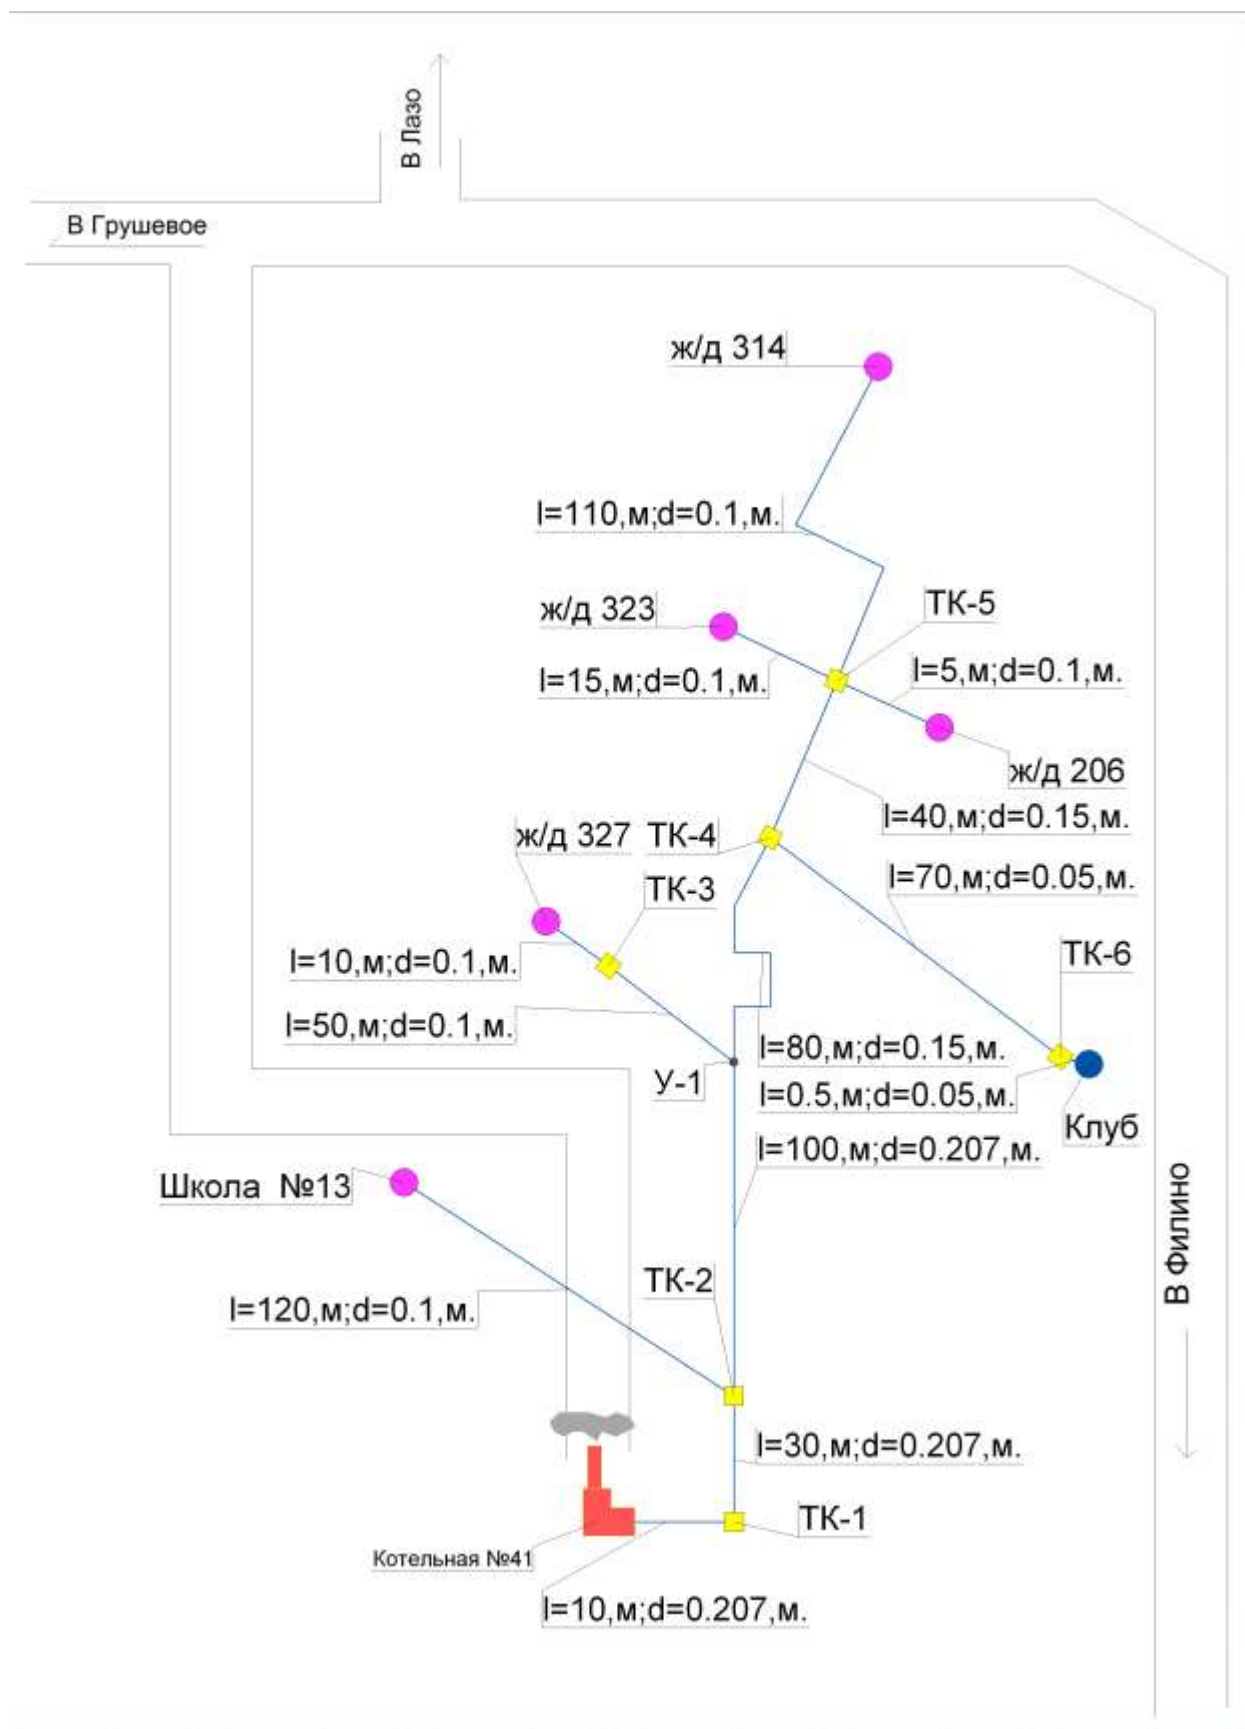 В Лазо
В Грушевое
ж/д 314
l=110,м;d=0.1,м.
ТК-5
ж/д 323
l=15,м;d=0.1,м.
l=5,м;d=0.1,м.
ж/д 206
l=40,м;d=0.15,м.
ж/д 327
ТК-4
l=70,м;d=0.05,м.
ТК-3
ТК-6
l=10,м;d=0.1,м.
l=50,м;d=0.1,м.
l=80,м;d=0.15,м.
У-1
l=0.5,м;d=0.05,м.
Клуб
l=100,м;d=0.207,м.
Школа №13
В Филино
ТК-2
l=120,м;d=0.1,м.
l=30,м;d=0.207,м.
ТК-1
Котельная №41
l=10,м;d=0.207,м.